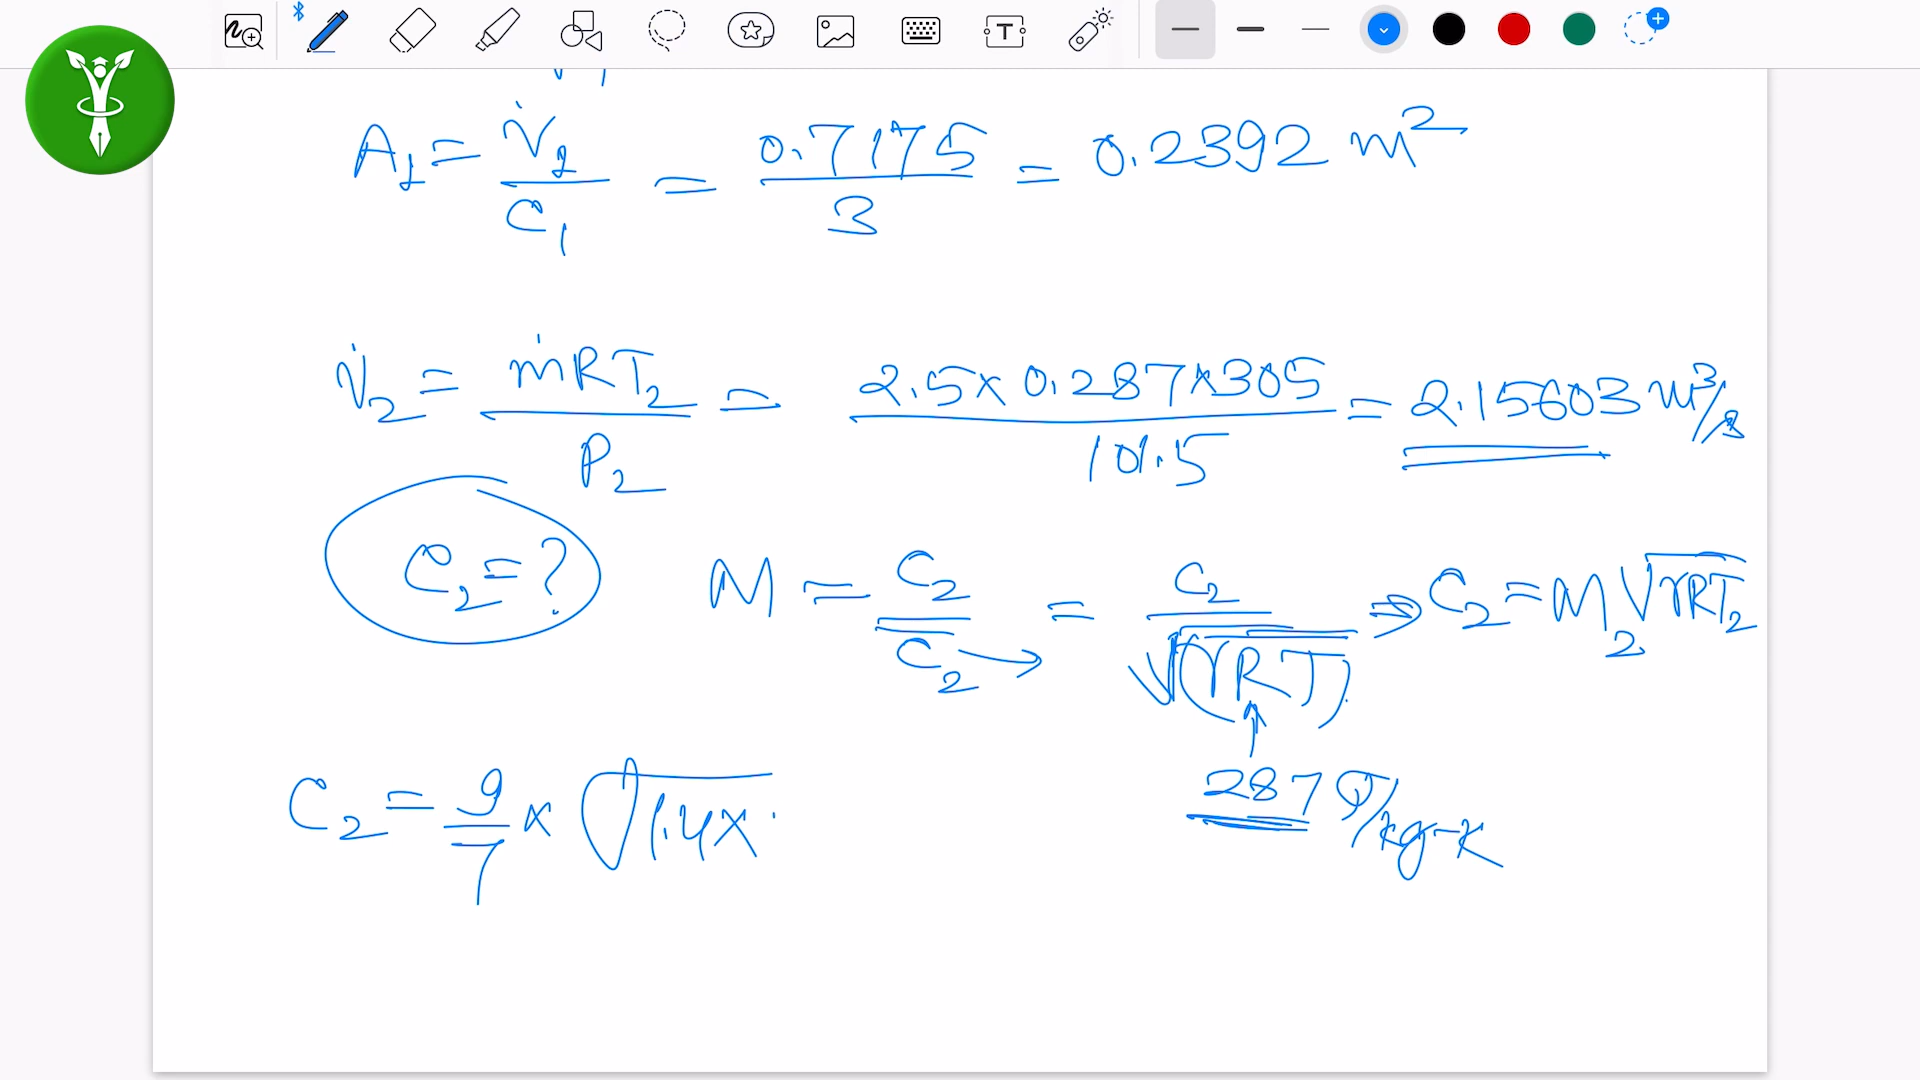 A₁ = V̇₁/C₁ = 0.7175/3 = 0.2392 m²
V̇₂ = ṁRT₂/P₂ = 2.5×0.287×305/101.5 = 2.15603 m³/s
C₂ = ? M = C₂/C₂ → = C₂/√(γRT) ⇒ C₂ = M₂√γRT₂
287 J/kg-K
C₂ = 9/7 × √1.4×
T